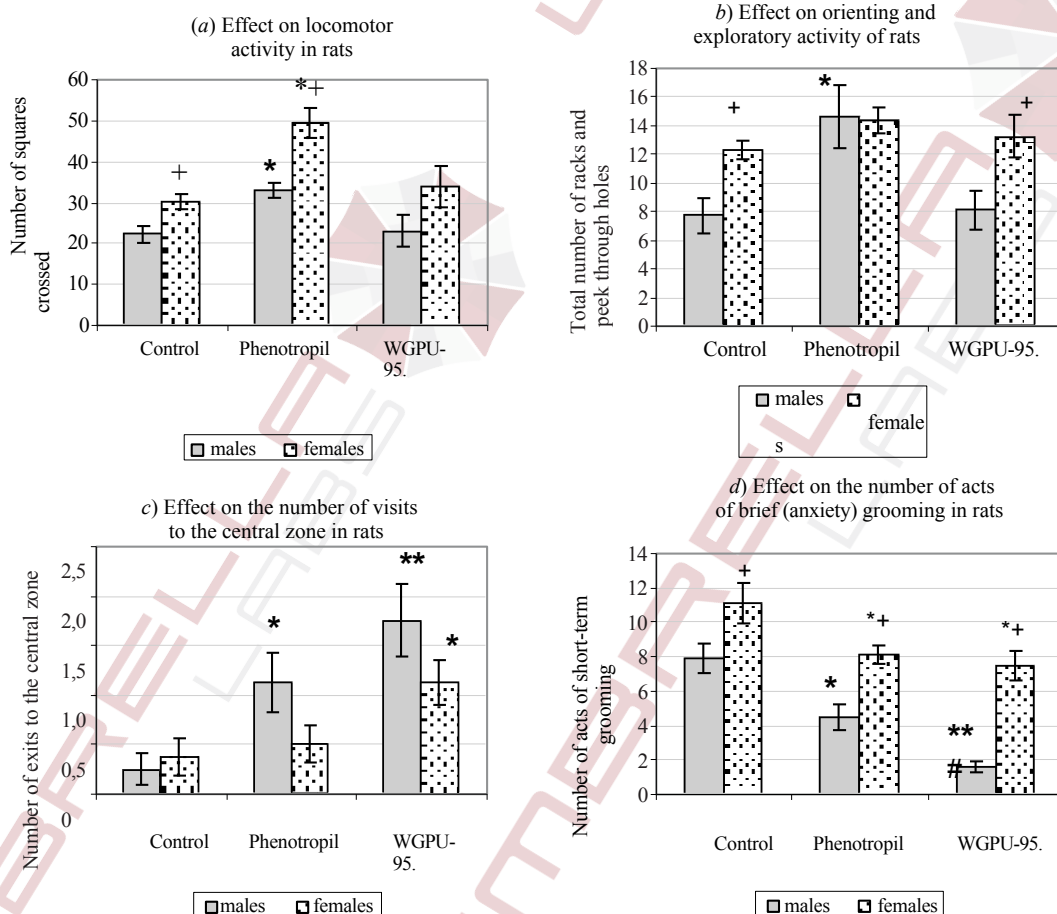 (a) Effect on locomotor
activity in rats
Number of squares
crossed
60
50
40
30
20
10
0
+
*
*+
Control Phenotropil WGPU-
95.
males females
b) Effect on orienting and
exploratory activity of rats
Total number of racks and
peek through holes
18
16
14
12
10
8
6
4
2
0
+
*
+
Control Phenotropil WGPU-95.
males
female
s
c) Effect on the number of visits
to the central zone in rats
Number of exits to the central zone
2,5
2,0
1,0
0,5
0
*
**
*
Control Phenotropil WGPU-
95.
males females
d) Effect on the number of acts
of brief (anxiety) grooming in rats
Number of acts of short-term
grooming
14
12
10
8
6
4
2
0
+
*
*+
**
#
*+
Control Phenotropil WGPU-95.
males females
UMBRELLA
LABS